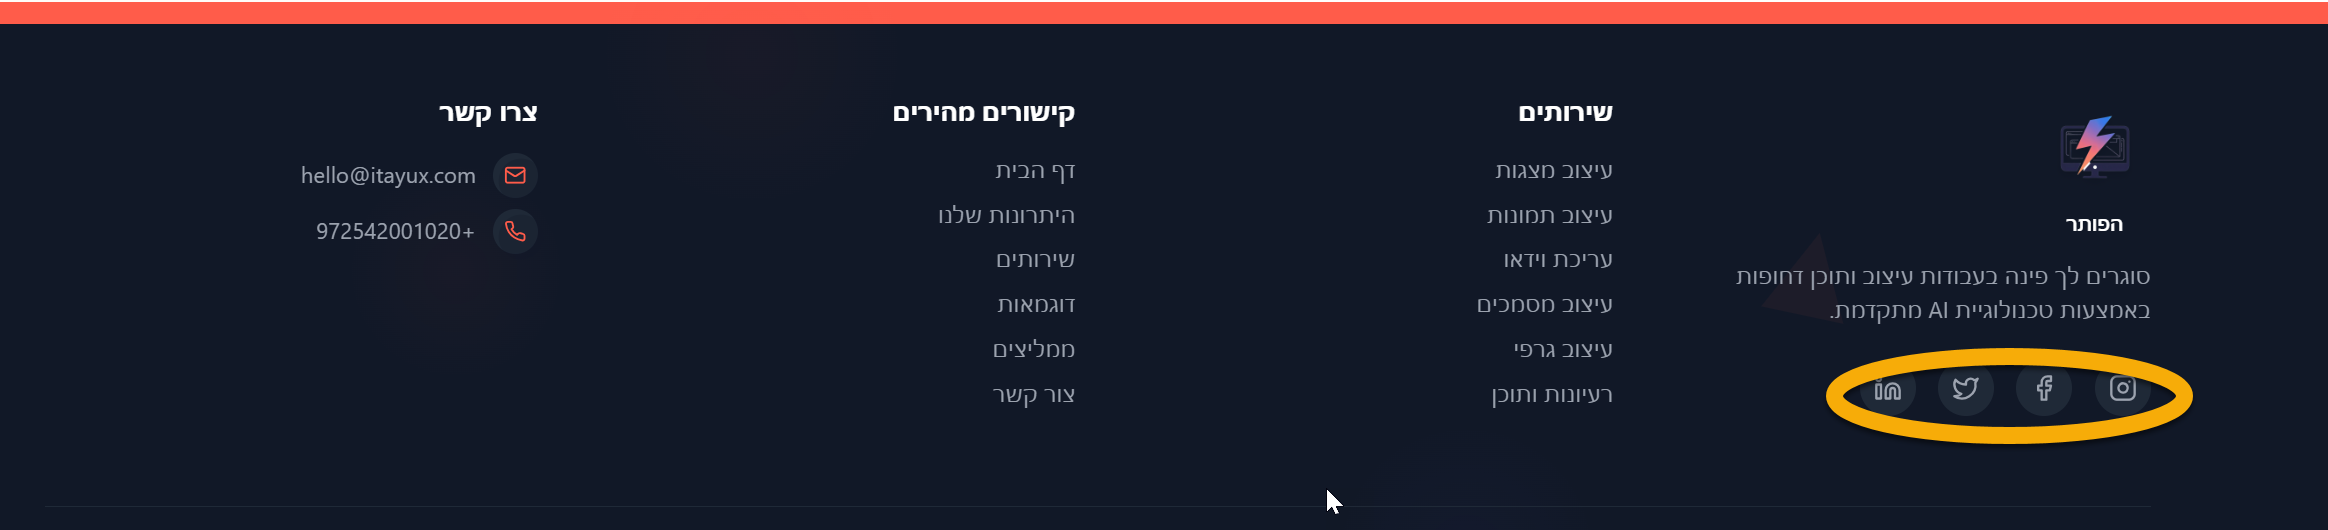 הפותר
סוגרים לך פינה בעבודות עיצוב ותוכן דחופות
באמצעות טכנולוגיית AI מתקדמת.
שירותים
עיצוב מצגות
עיצוב תמונות
עריכת וידאו
עיצוב מסמכים
עיצוב גרפי
רעיונות ותוכן
קישורים מהירים
דף הבית
היתרונות שלנו
שירותים
דוגמאות
ממליצים
צור קשר
צרו קשר
hello@itayux.com
972542001020+